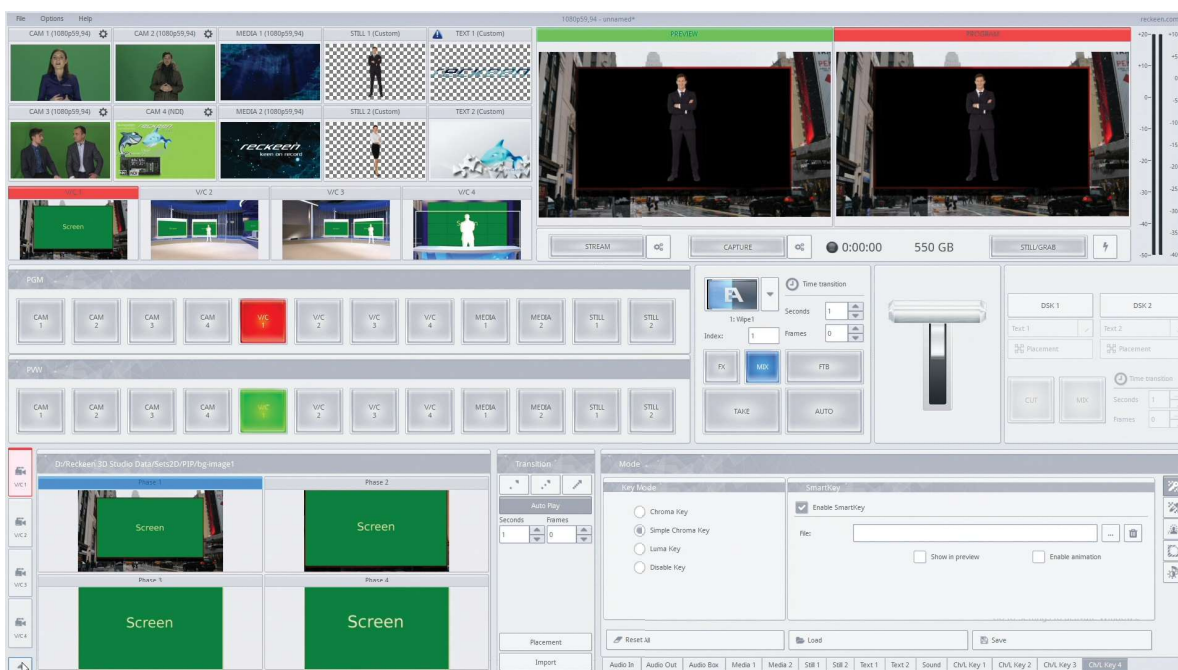 File Options Help 1080p59,94 - unnamed* reckeen.com
CAM 1 (1080p59,94) CAM 2 (1080p59,94) MEDIA 1 (1080p59,94) STILL 1 (Custom) TEXT 1 (Custom)
PREVIEW PROGRAM
reckeen
CAM 3 (1080p59,94) CAM 4 (NDI) MEDIA 2 (1080p59,94) STILL 2 (Custom) TEXT 2 (Custom)
reckeen
keen on record
V/C 1 V/C 2 V/C 3 V/C 4
Screen
STREAM CAPTURE 0:00:00 550 GB STILL/GRAB
PGM
CAM 1 CAM 2 CAM 3 CAM 4 V/C 1 V/C 2 V/C 3 V/C 4 MEDIA 1 MEDIA 2 STILL 1 STILL 2
PVW
CAM 1 CAM 2 CAM 3 CAM 4 V/C 1 V/C 2 V/C 3 V/C 4 MEDIA 1 MEDIA 2 STILL 1 STILL 2
A
1: Wipe1
Index: 1
Time transition
Seconds 1
Frames 0
FX MIX FTB
TAKE AUTO
DSK 1 DSK 2
Text 1 Text 2
Placement Placement
CUT MIX
Time transition
Seconds 1
Frames 0
V/C 1
V/C 2
V/C 3
V/C 4
D:/Reckeen 3D Studio Data/Sets2D/PIP/bg-image1
Phase 1 Phase 2
Screen Screen
Phase 3 Phase 4
Screen Screen
Transition
Auto Play
Seconds Frames
1 0
Placement
Import
Mode
Key Mode
Chroma Key
Simple Chroma Key
Luma Key
Disable Key
SmartKey
Enable SmartKey
File: ...
Show in preview Enable animation
Reset All Load Save
Audio In Audio Out Audio Box Media 1 Media 2 Still 1 Still 2 Text 1 Text 2 Sound Ch/L Key 1 Ch/L Key 2 Ch/L Key 3 Ch/L Key 4